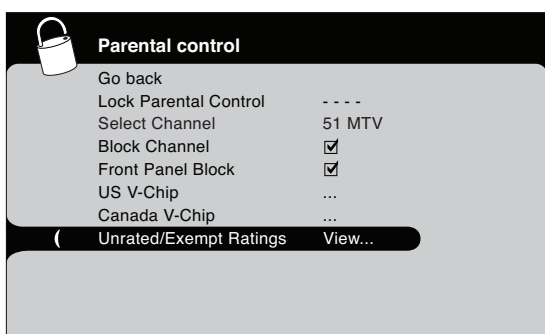 Parental control
Go back
Lock Parental Control - - - -
Select Channel 51 MTV
Block Channel ☑
Front Panel Block ☑
US V-Chip ...
Canada V-Chip ...
Unrated/Exempt Ratings View...